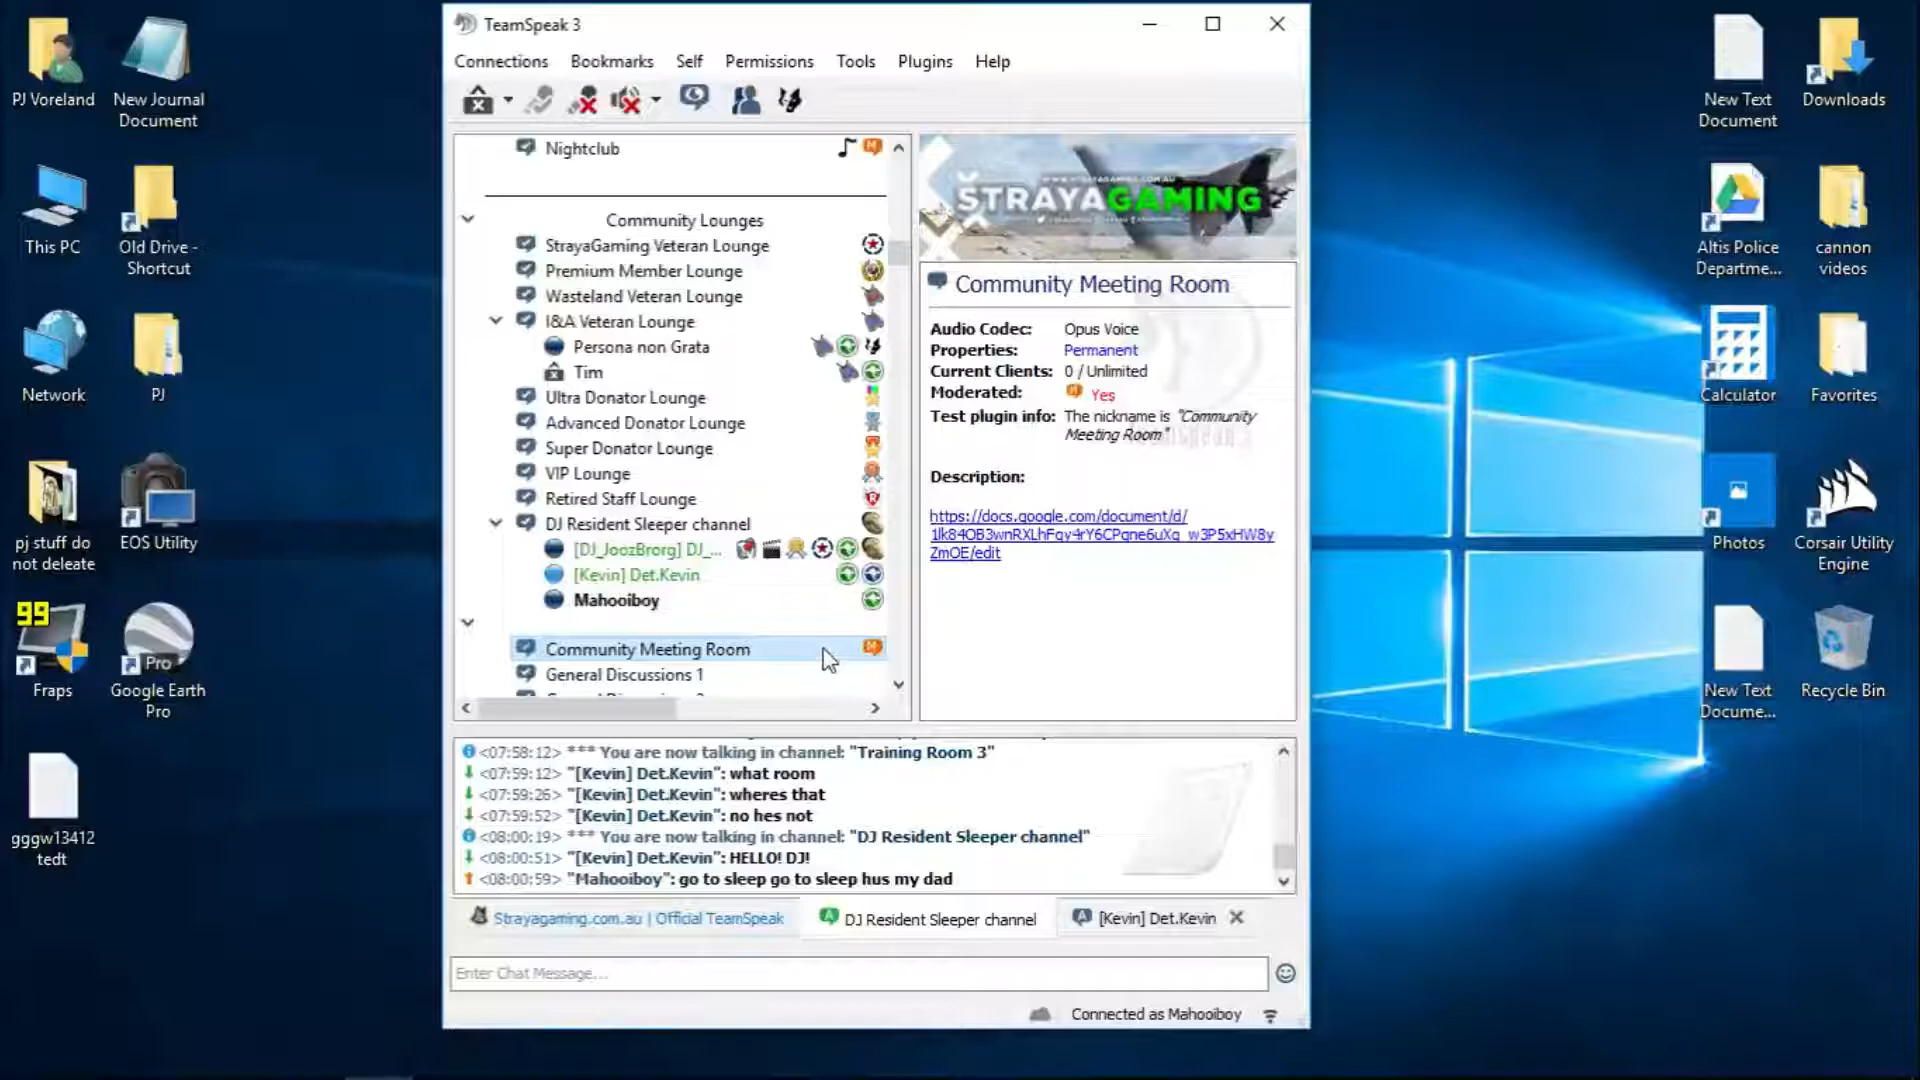 PJ Voreland
New Journal
Document
This PC
Old Drive -
Shortcut
Network
PJ
pj stuff do
not deleate
EOS Utility
99
Fraps
Pro
Google Earth
Pro
gggw13412
tedt
TeamSpeak 3
Connections Bookmarks Self Permissions Tools Plugins Help
Nightclub
Community Lounges
StrayaGaming Veteran Lounge
Premium Member Lounge
Wasteland Veteran Lounge
I&A Veteran Lounge
Persona non Grata
Tim
Ultra Donator Lounge
Advanced Donator Lounge
Super Donator Lounge
VIP Lounge
Retired Staff Lounge
DJ Resident Sleeper channel
[DJ_JoozBrorg] DJ_...
[Kevin] Det.Kevin
Mahooiboy
Community Meeting Room
General Discussions 1
STRAYAGAMING
Community Meeting Room
Audio Codec: Opus Voice
Properties: Permanent
Current Clients: 0 / Unlimited
Moderated: Yes
Test plugin info: The nickname is "Community
Meeting Room"
Description:
https://docs.google.com/document/d/
1lk84OB3wnRXLhFqy4rY6CPqne6uXq_w3P5xHW8y
ZmOE/edit
<07:58:12> *** You are now talking in channel: "Training Room 3"
<07:59:12> "[Kevin] Det.Kevin": what room
<07:59:26> "[Kevin] Det.Kevin": wheres that
<07:59:52> "[Kevin] Det.Kevin": no hes not
<08:00:19> *** You are now talking in channel: "DJ Resident Sleeper channel"
<08:00:51> "[Kevin] Det.Kevin": HELLO! DJ!
<08:00:59> "Mahooiboy": go to sleep go to sleep hus my dad
Strayagaming.com.au | Official TeamSpeak
DJ Resident Sleeper channel
[Kevin] Det.Kevin
Enter Chat Message...
Connected as Mahooiboy
New Text
Document
Downloads
Altis Police
Departme...
cannon
videos
Calculator
Favorites
Photos
Corsair Utility
Engine
New Text
Docume...
Recycle Bin